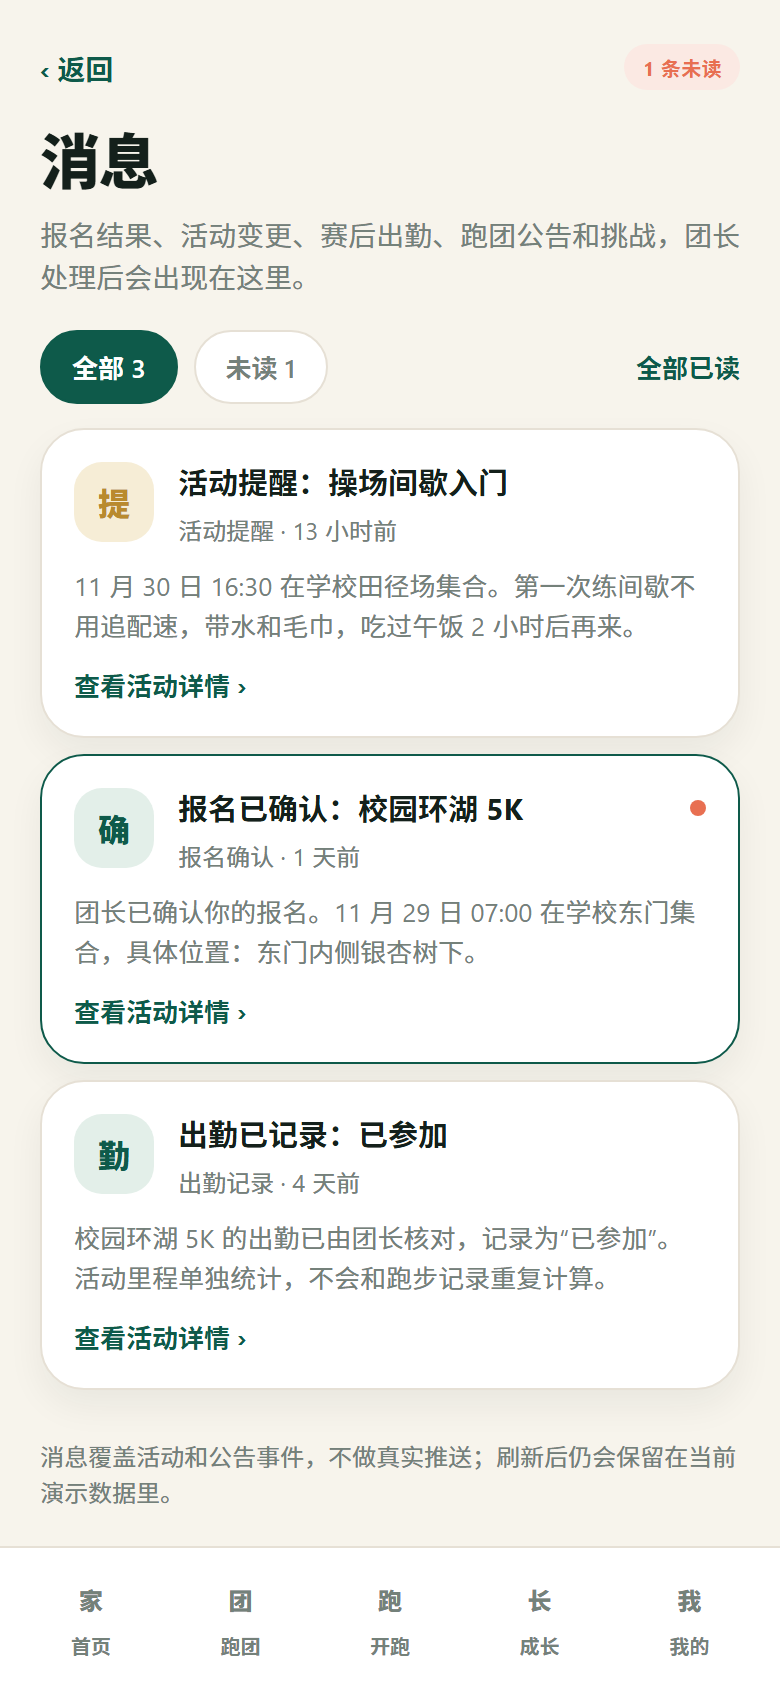 ‹ 返回
1 条未读
消息
报名结果、活动变更、赛后出勤、跑团公告和挑战，团长
处理后会出现在这里。
全部 3
未读 1
全部已读
提
活动提醒：操场间歇入门
活动提醒 · 13 小时前
11 月 30 日 16:30 在学校田径场集合。第一次练间歇不
用追配速，带水和毛巾，吃过午饭 2 小时后再来。
查看活动详情 ›
确
报名已确认：校园环湖 5K
报名确认 · 1 天前
团长已确认你的报名。11 月 29 日 07:00 在学校东门集
合，具体位置：东门内侧银杏树下。
查看活动详情 ›
勤
出勤已记录：已参加
出勤记录 · 4 天前
校园环湖 5K 的出勤已由团长核对，记录为“已参加”。
活动里程单独统计，不会和跑步记录重复计算。
查看活动详情 ›
消息覆盖活动和公告事件，不做真实推送；刷新后仍会保留在当前
演示数据里。
家
团
跑
长
我
首页
跑团
开跑
成长
我的